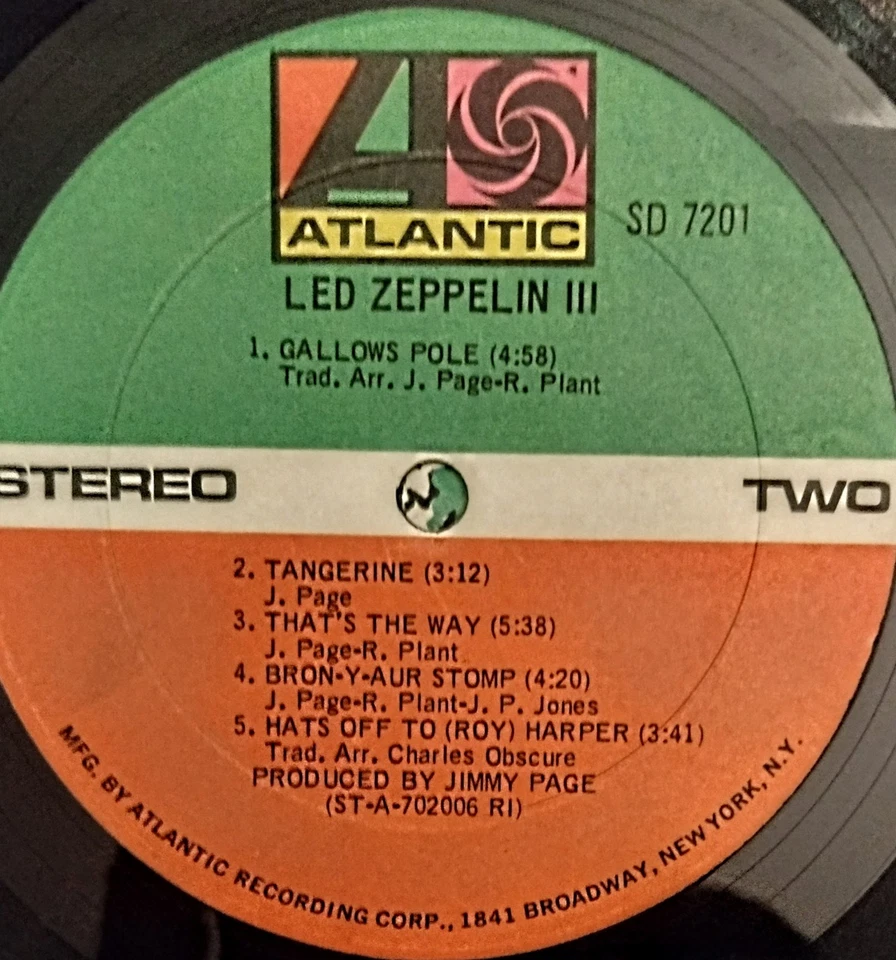 ATLANTIC
SD 7201
LED ZEPPELIN III
1. GALLOWS POLE (4:58)
Trad. Arr. J. Page-R. Plant
STEREO
TWO
2. TANGERINE (3:12)
J. Page
3. THAT'S THE WAY (5:38)
J. Page-R. Plant
4. BRON-Y-AUR STOMP (4:20)
J. Page-R. Plant-J. P. Jones
5. HATS OFF TO (ROY) HARPER (3:41)
Trad. Arr. Charles Obscure
PRODUCED BY JIMMY PAGE
(ST-A-702006 RI)
MFG. BY ATLANTIC RECORDING CORP., 1841 BROADWAY, NEW YORK, N.Y.